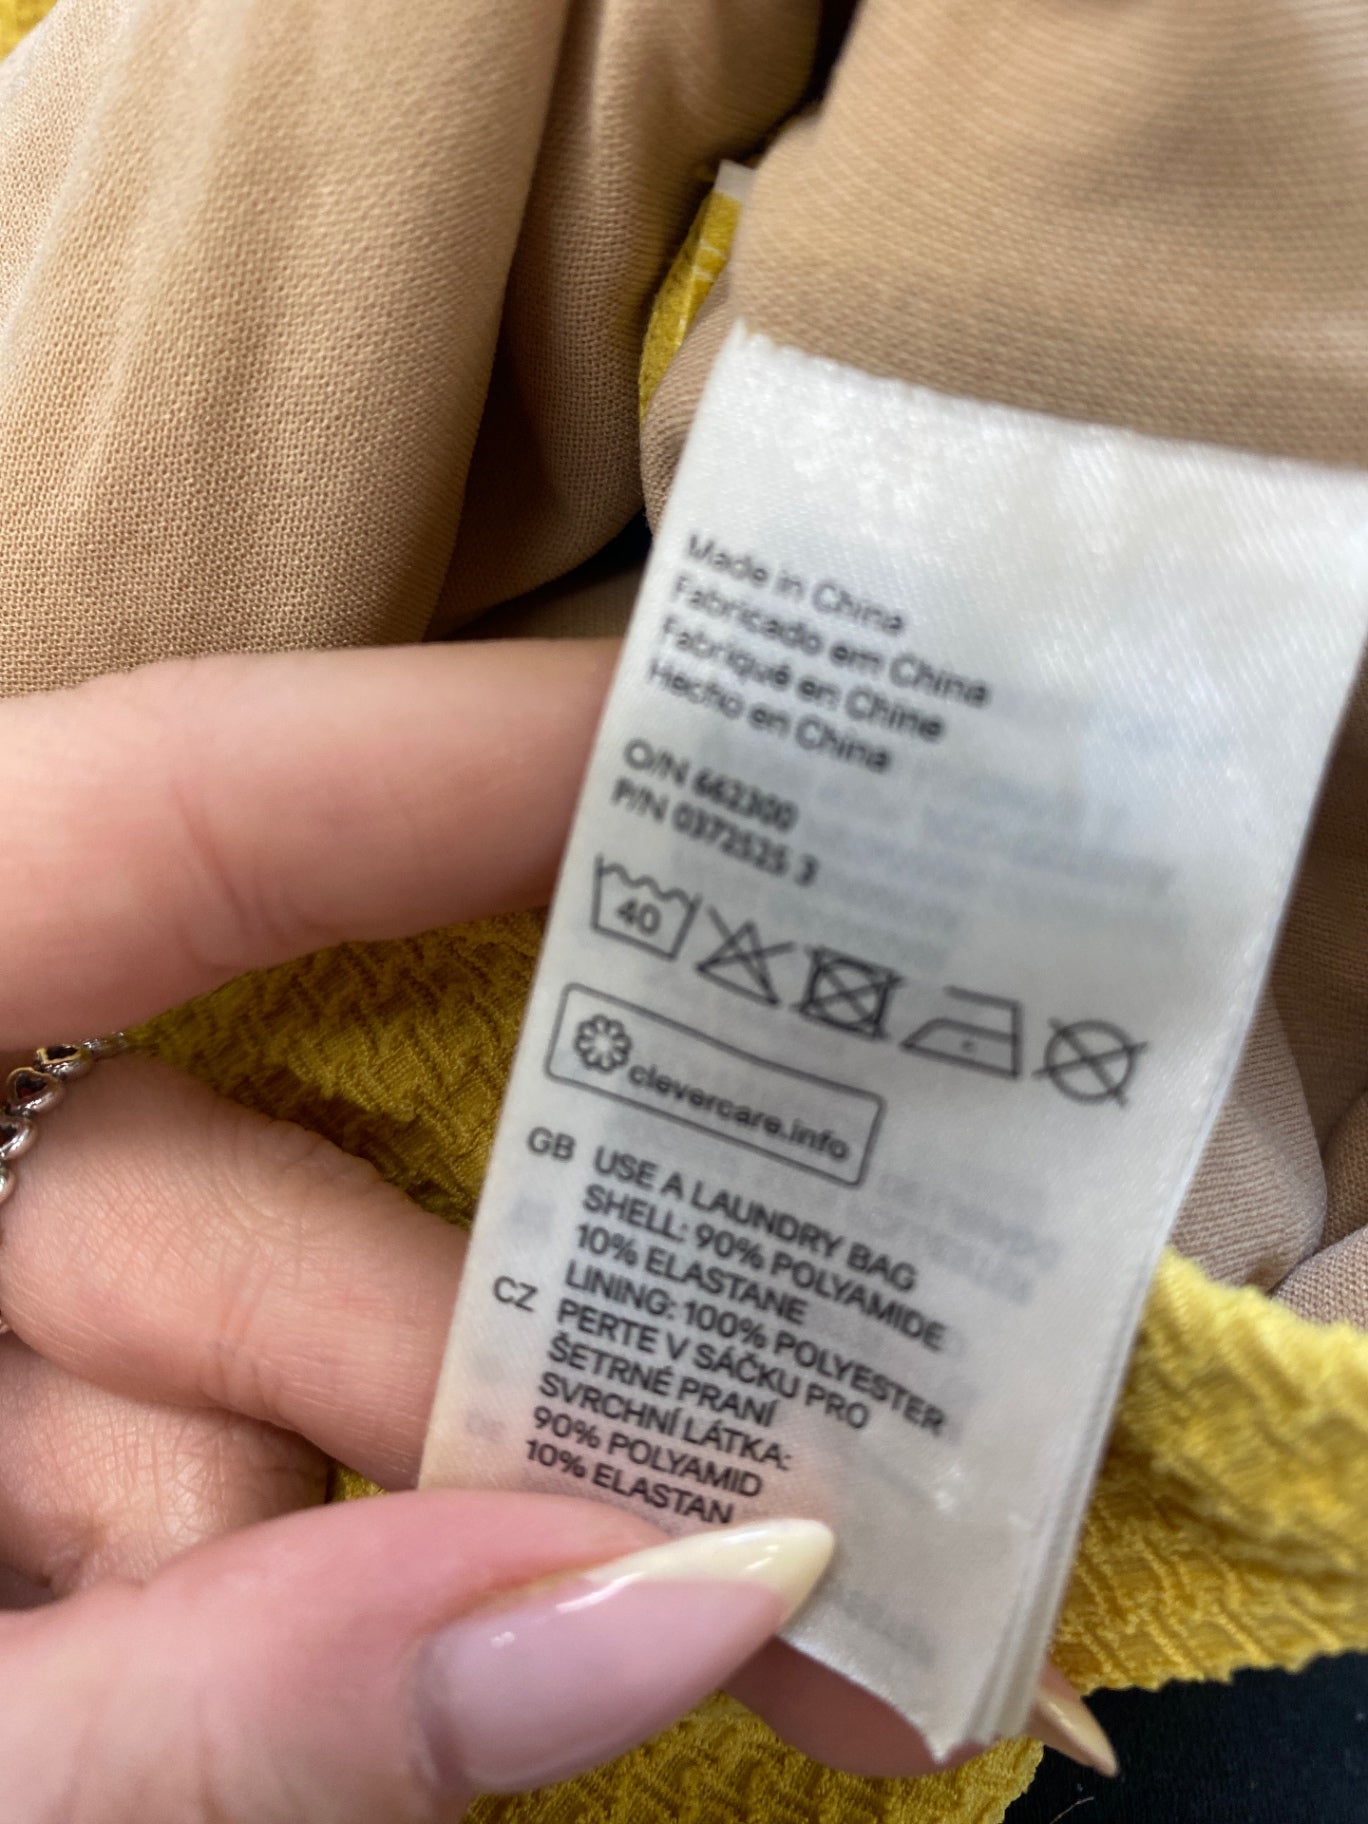 Made in China
Fabricado em China
Fabriqué en Chine
Hecho en China
O/N 662300
P/N 0372525 3
40
clevercare.info
GB USE A LAUNDRY BAG
SHELL: 90% POLYAMIDE
10% ELASTANE
LINING: 100% POLYESTER
CZ PERTE V SÁČKU PRO
ŠETRNÉ PRANÍ
SVRCHNÍ LÁTKA:
90% POLYAMID
10% ELASTAN